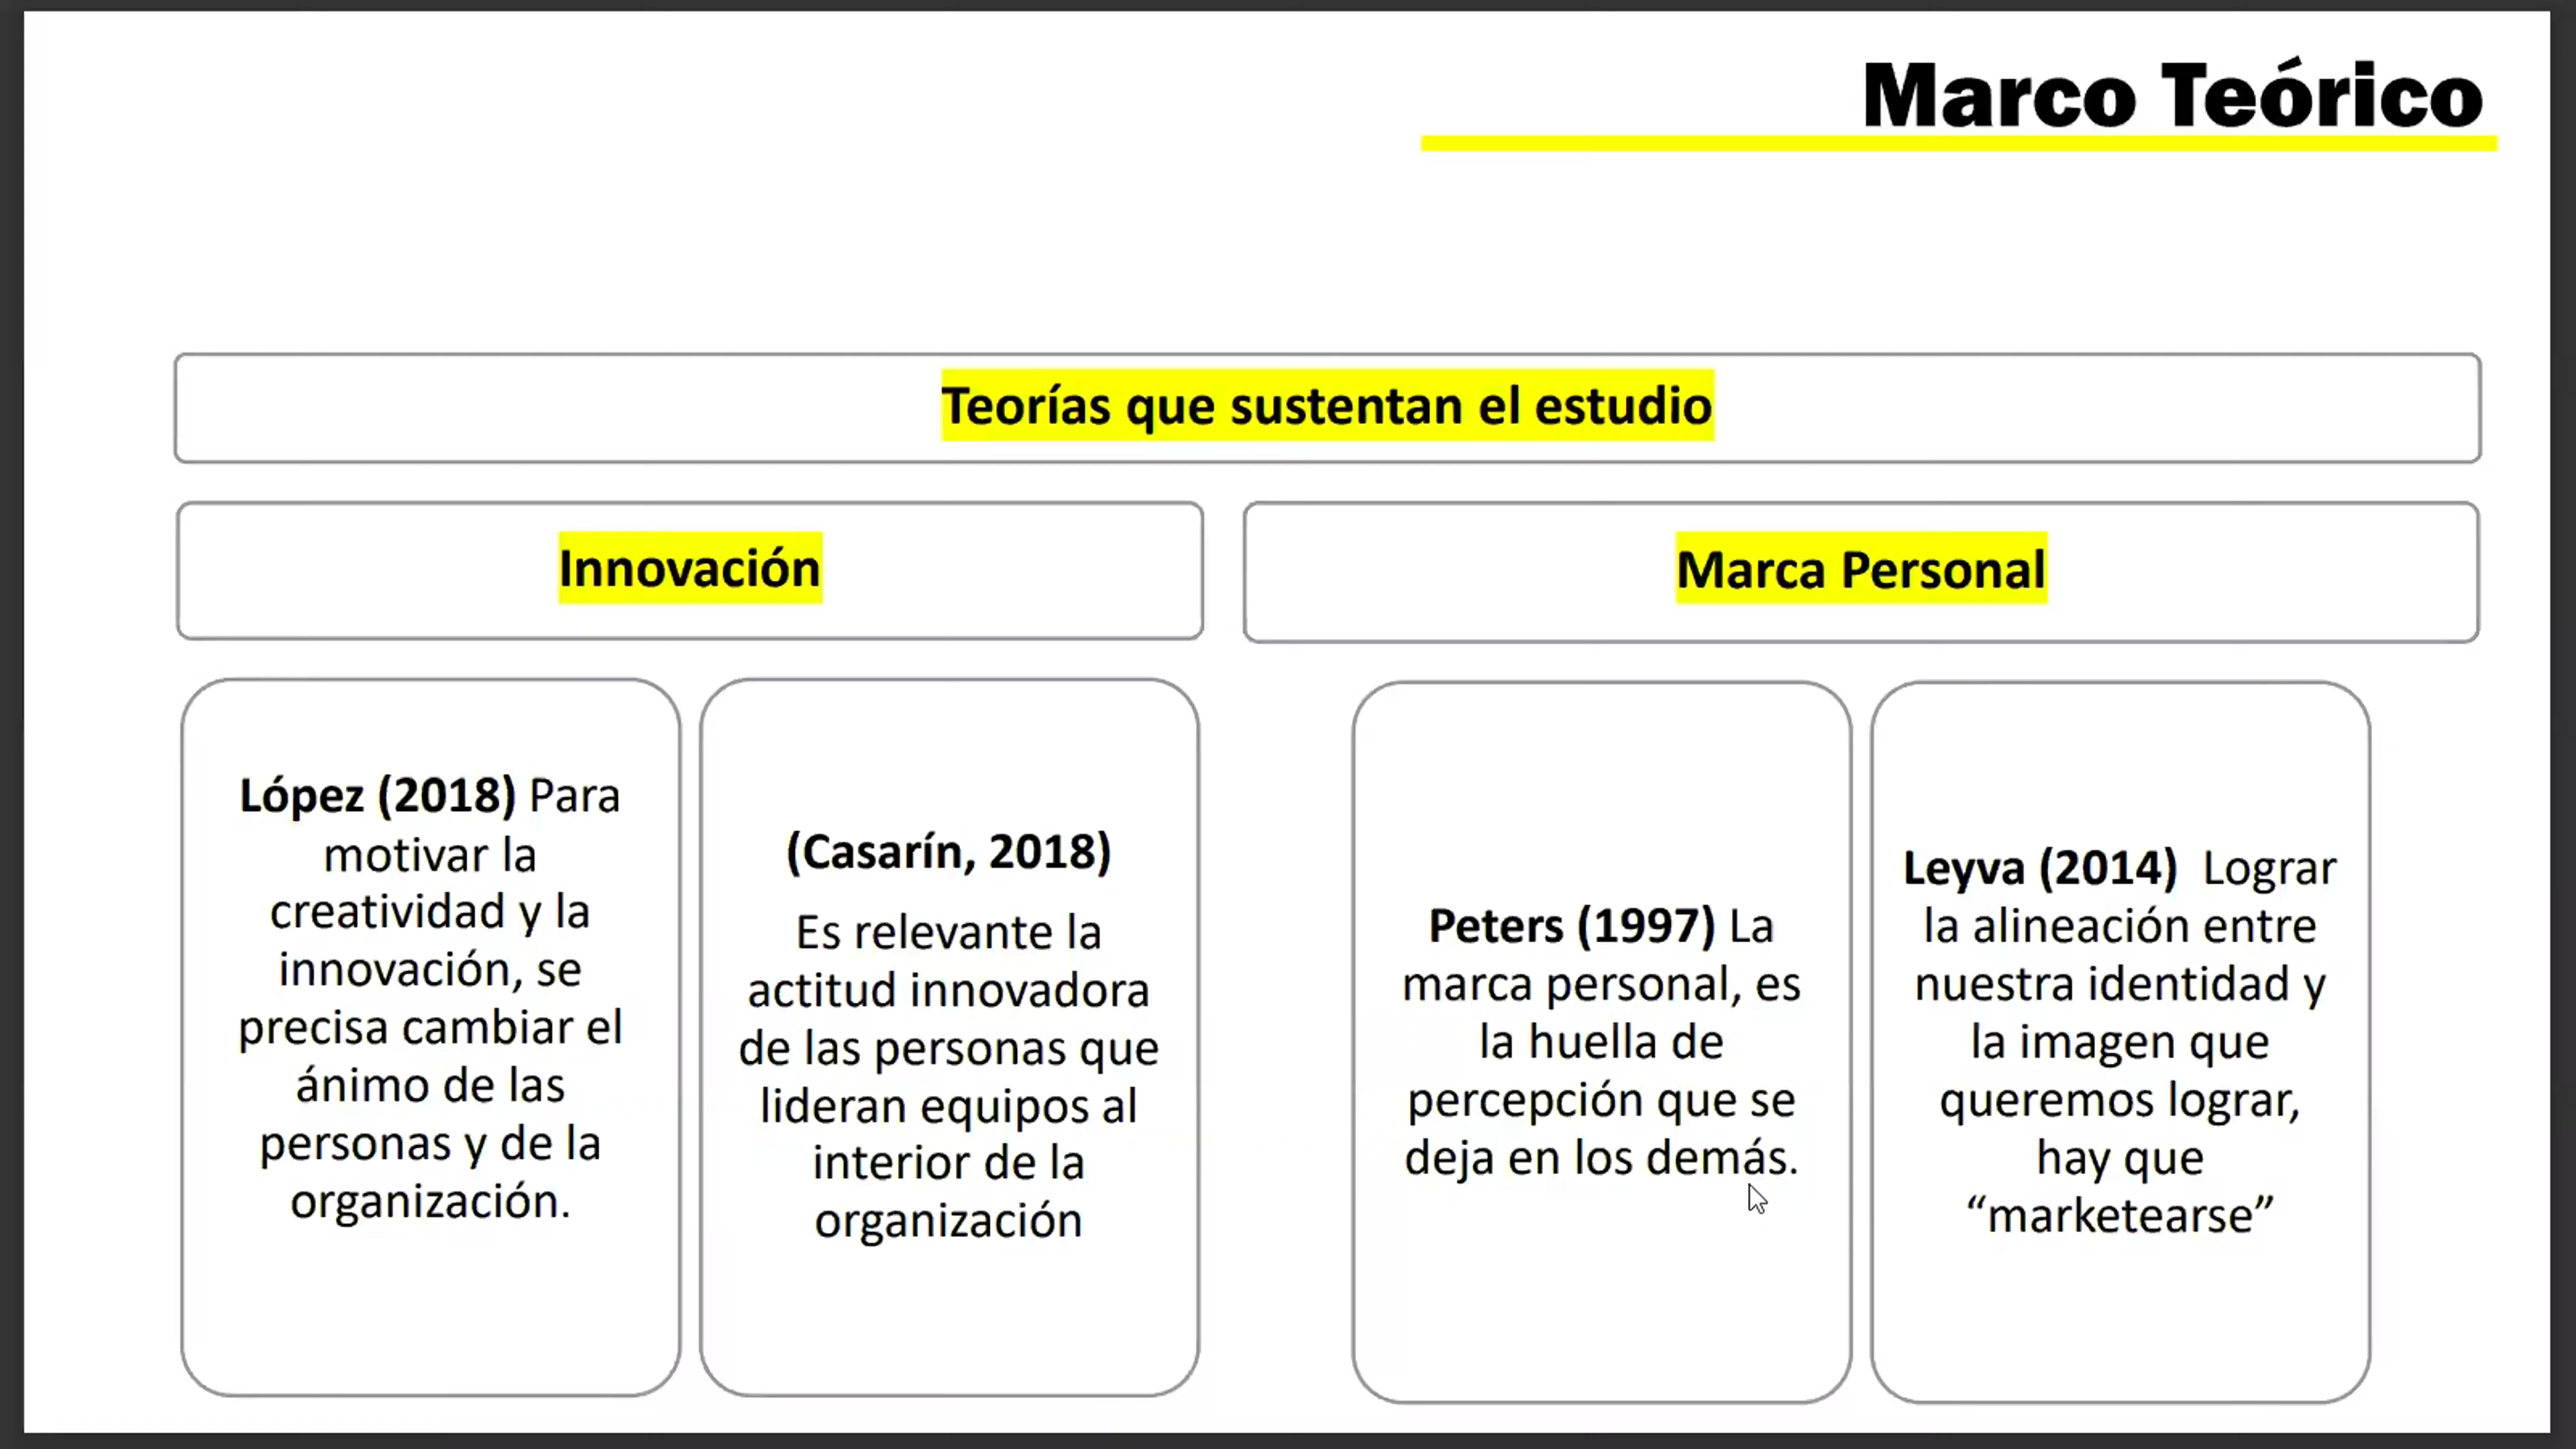 Marco Teórico
Teorías que sustentan el estudio
Innovación
Marca Personal
López (2018) Para
motivar la
creatividad y la
innovación, se
precisa cambiar el
ánimo de las
personas y de la
organización.
(Casarín, 2018)
Es relevante la
actitud innovadora
de las personas que
lideran equipos al
interior de la
organización
Peters (1997) La
marca personal, es
la huella de
percepción que se
deja en los demás.
Leyva (2014) Lograr
la alineación entre
nuestra identidad y
la imagen que
queremos lograr,
hay que
“marketearse”